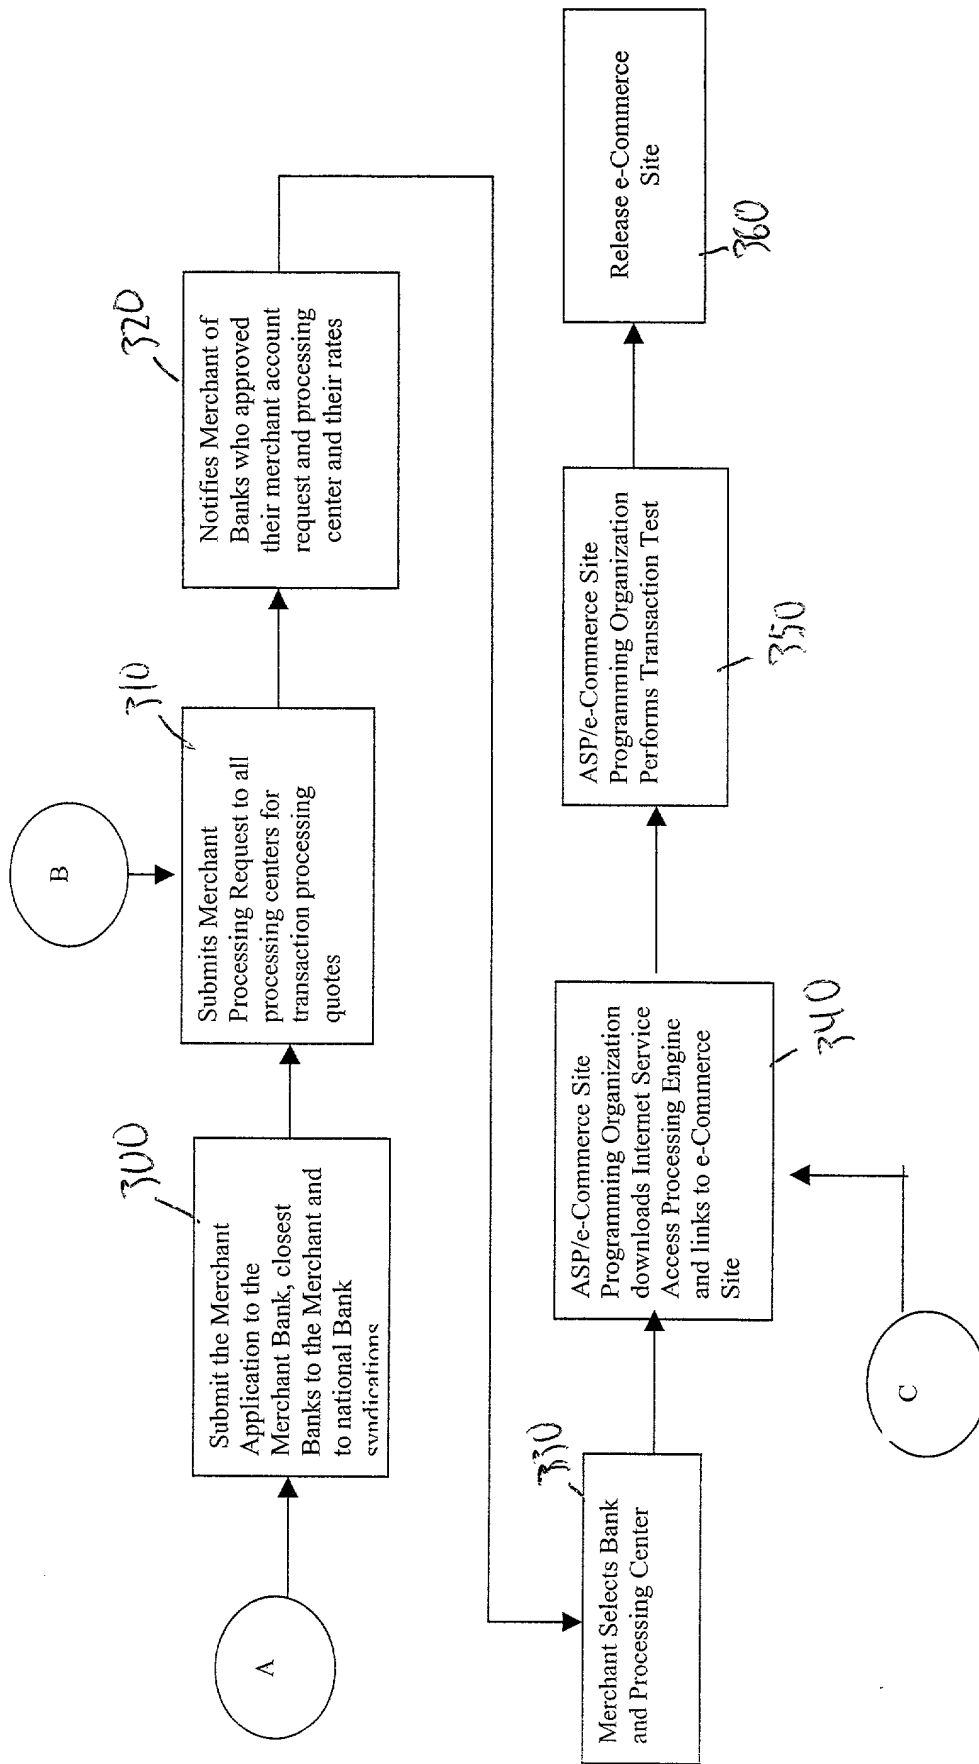 A
300
Submit the Merchant
Application to the
Merchant Bank, closest
Banks to the Merchant and
to national Bank
syndications
B
310
Submits Merchant
Processing Request to all
processing centers for
transaction processing
quotes
320
Notifies Merchant of
Banks who approved
their merchant account
request and processing
center and their rates
330
Merchant Selects Bank
and Processing Center
C
340
ASP/e-Commerce Site
Programming Organization
downloads Internet Service
Access Processing Engine
and links to e-Commerce
Site
350
ASP/e-Commerce Site
Programming Organization
Performs Transaction Test
360
Release e-Commerce
Site